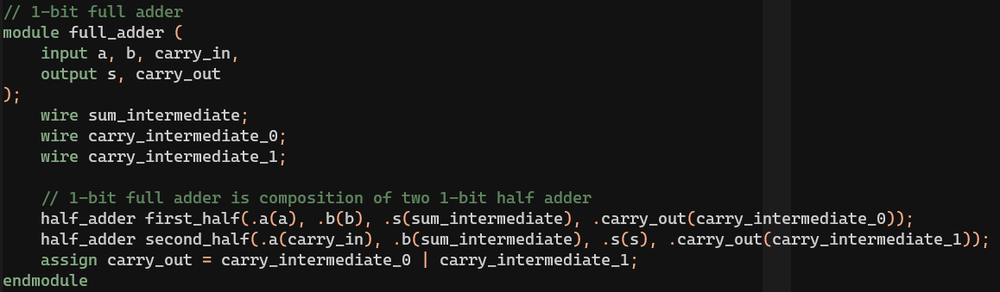 // 1-bit full adder
module full_adder (
    input a, b, carry_in,
    output s, carry_out
);
    wire sum_intermediate;
    wire carry_intermediate_0;
    wire carry_intermediate_1;

    // 1-bit full adder is composition of two 1-bit half adder
    half_adder first_half(.a(a), .b(b), .s(sum_intermediate), .carry_out(carry_intermediate_0));
    half_adder second_half(.a(carry_in), .b(sum_intermediate), .s(s), .carry_out(carry_intermediate_1));
    assign carry_out = carry_intermediate_0 | carry_intermediate_1;
endmodule